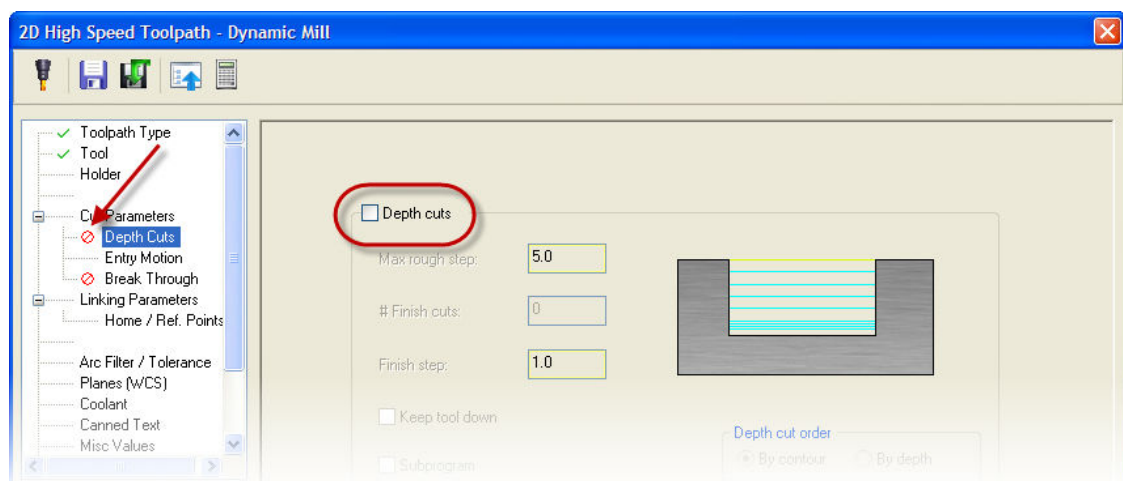 2D High Speed Toolpath - Dynamic Mill
Toolpath Type
Tool
Holder
Cut Parameters
Depth Cuts
Entry Motion
Break Through
Linking Parameters
Home / Ref. Points
Arc Filter / Tolerance
Planes (WCS)
Coolant
Canned Text
Misc Values
Depth cuts
Max rough step:
5.0
# Finish cuts:
0
Finish step:
1.0
Keep tool down
Subprogram
Depth cut order
By contour
By depth